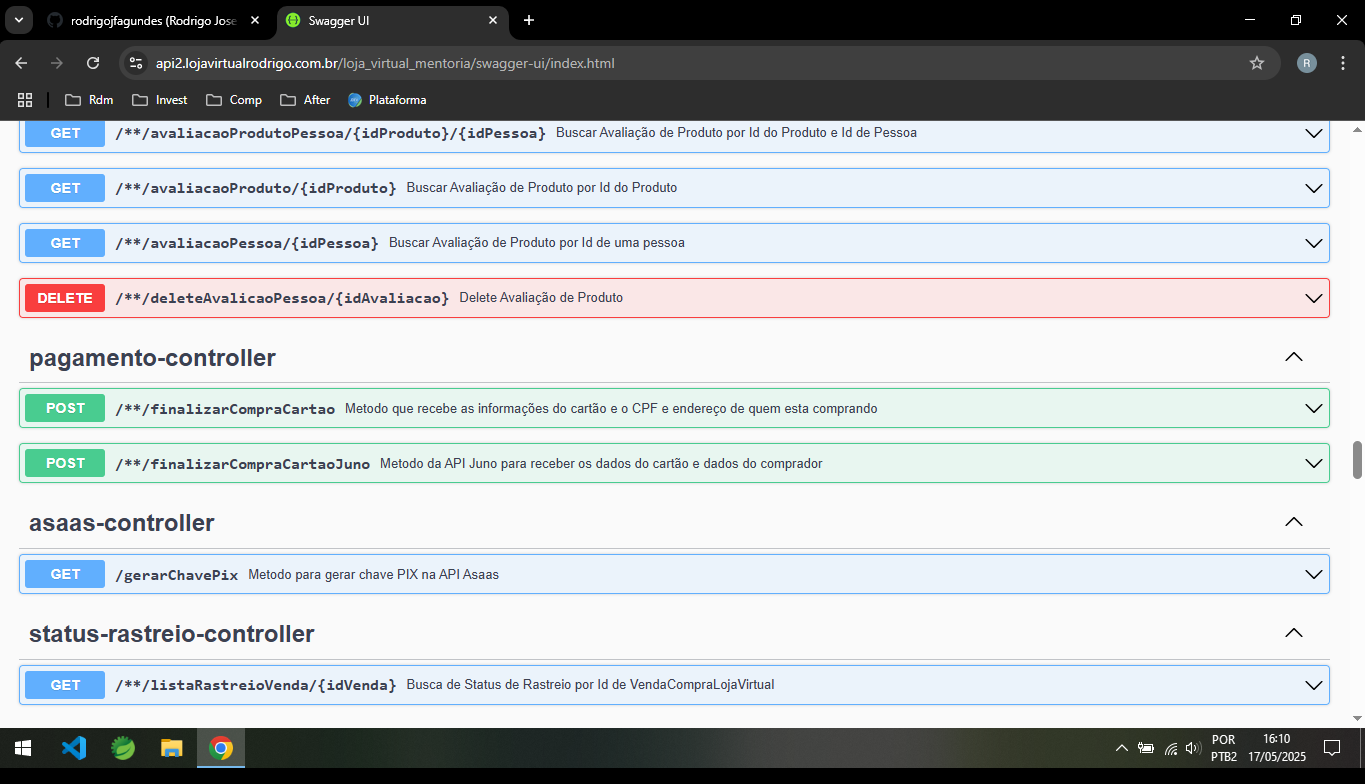 rodrigojfagundes (Rodrigo Jose
Swagger UI
api2.lojavirtualrodrigo.com.br/loja_virtual_mentoria/swagger-ui/index.html
R
Rdm
Invest
Comp
After
Plataforma
GET /**/avaliacaoProdutoPessoa/{idProduto}/{idPessoa} Buscar Avaliação de Produto por Id do Produto e Id de Pessoa
GET /**/avaliacaoProduto/{idProduto} Buscar Avaliação de Produto por Id do Produto
GET /**/avaliacaoPessoa/{idPessoa} Buscar Avaliação de Produto por Id de uma pessoa
DELETE /**/deleteAvalicaoPessoa/{idAvaliacao} Delete Avaliação de Produto
pagamento-controller
POST /**/finalizarCompraCartao Metodo que recebe as informações do cartão e o CPF e endereço de quem esta comprando
POST /**/finalizarCompraCartaoJuno Metodo da API Juno para receber os dados do cartão e dados do comprador
asaas-controller
GET /gerarChavePix Metodo para gerar chave PIX na API Asaas
status-rastreio-controller
GET /**/listaRastreioVenda/{idVenda} Busca de Status de Rastreio por Id de VendaCompraLojaVirtual
POR
PTB2
16:10
17/05/2025